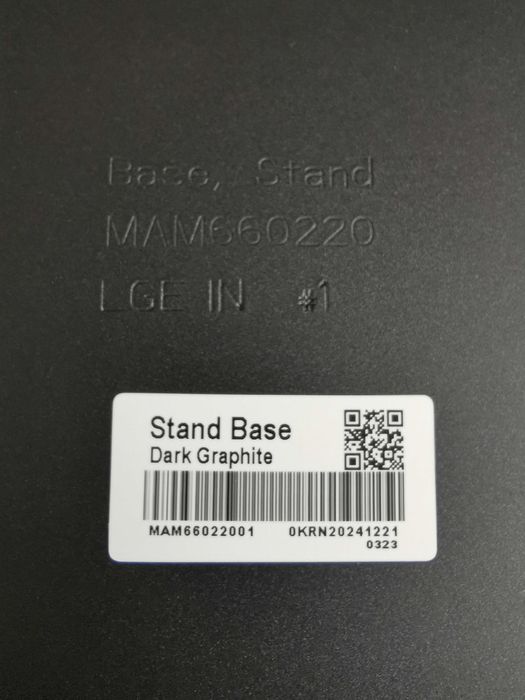 Base, Stand
MAM660220
LGE IN #1
Stand Base
Dark Graphite
MAM66022001 0KRN20241221
0323